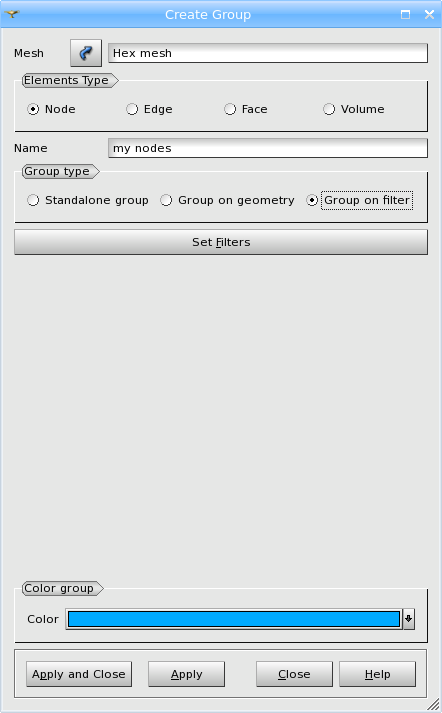 Create Group
Mesh Hex mesh
Elements Type
Node Edge Face Volume
Name my nodes
Group type
Standalone group Group on geometry Group on filter
Set Filters
Color group
Color
Apply and Close Apply Close Help